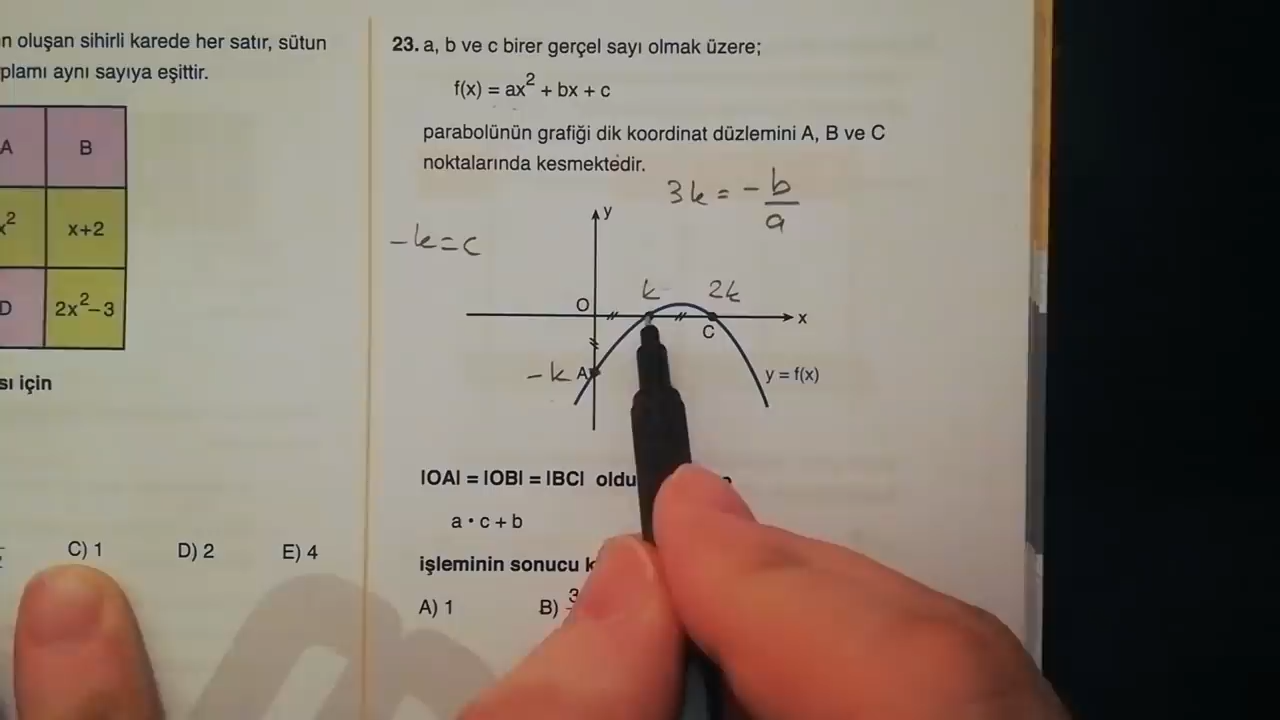 n oluşan sihirli karede her satır, sütun
plamı aynı sayıya eşittir.
A B
x² x+2
D 2x²–3
sı için
C) 1 D) 2 E) 4
23. a, b ve c birer gerçel sayı olmak üzere;
f(x) = ax² + bx + c
parabolünün grafiği dik koordinat düzlemini A, B ve C
noktalarında kesmektedir.
3k = - b/a
-k=c
y
O k 2k
x
C
-k A
y = f(x)
|OA| = |OB| = |BC| oldu
a · c + b
işleminin sonucu k
A) 1 B) 3